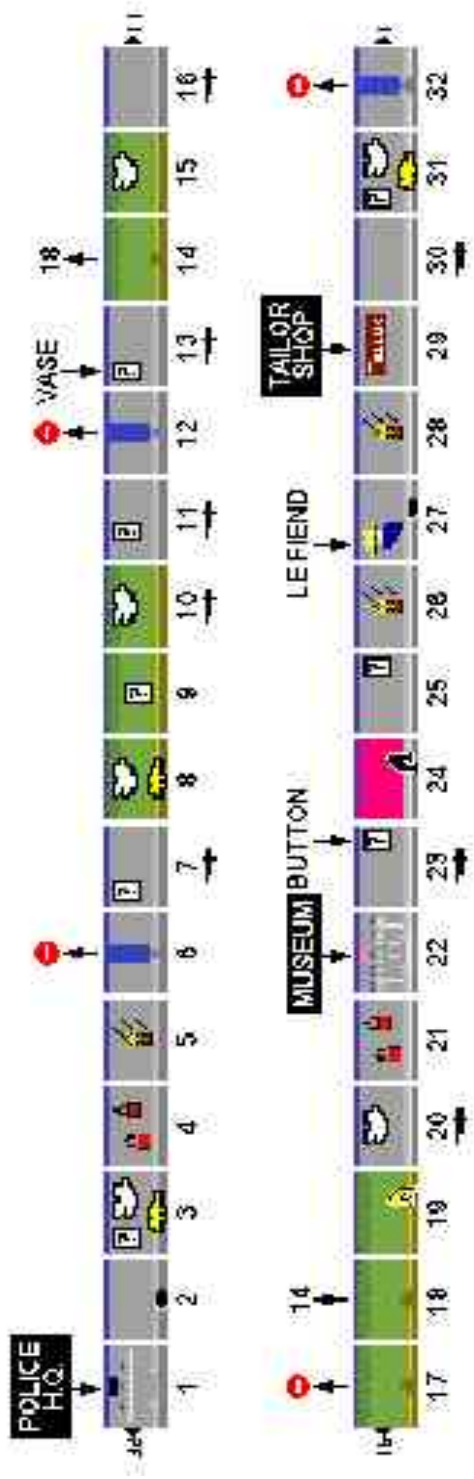 POLICE
H.Q.
VASE
18
1 2 3 4 5 6 7 8 9 10 11 12 13 14 15 16
14
MUSEUM
BUTTON
LE FIEND
TAILOR
SHOP
17 18 19 20 21 22 23 24 25 26 27 28 29 30 31 32